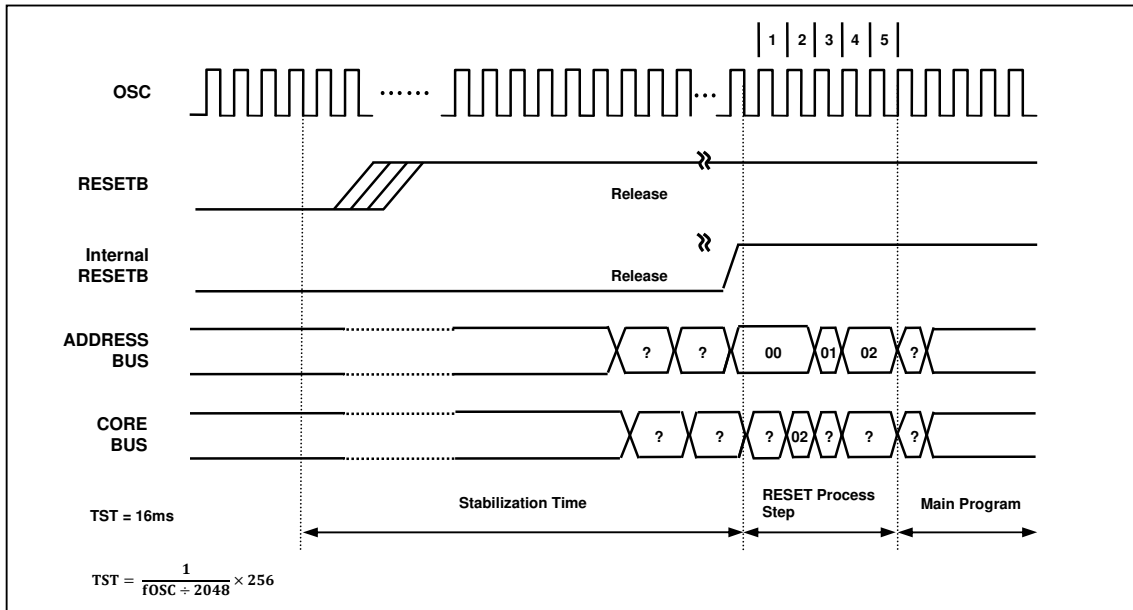 1 2 3 4 5
OSC
RESETB
Release
Internal
RESETB
Release
ADDRESS
BUS
? ? 00 01 02 ?
CORE
BUS
? ? ? 02 ? ? ?
TST = 16ms
Stabilization Time
RESET Process
Step
Main Program
TST = 1 / fOSC ÷ 2048 × 256